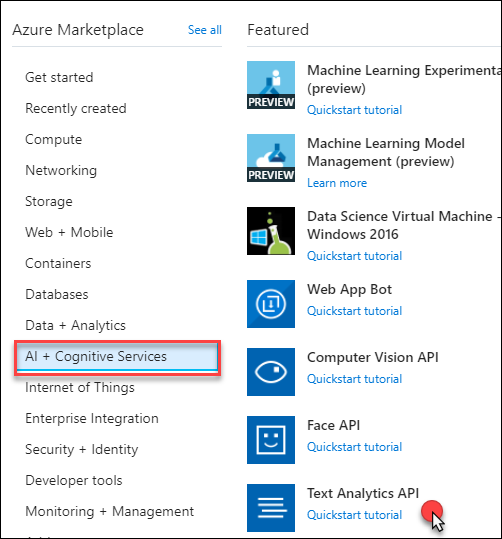 Azure Marketplace
See all
Get started
Recently created
Compute
Networking
Storage
Web + Mobile
Containers
Databases
Data + Analytics
AI + Cognitive Services
Internet of Things
Enterprise Integration
Security + Identity
Developer tools
Monitoring + Management
Featured
PREVIEW
Machine Learning Experimenta
(preview)
Quickstart tutorial
PREVIEW
Machine Learning Model
Management (preview)
Learn more
Data Science Virtual Machine -
Windows 2016
Quickstart tutorial
Web App Bot
Quickstart tutorial
Computer Vision API
Quickstart tutorial
Face API
Quickstart tutorial
Text Analytics API
Quickstart tutorial